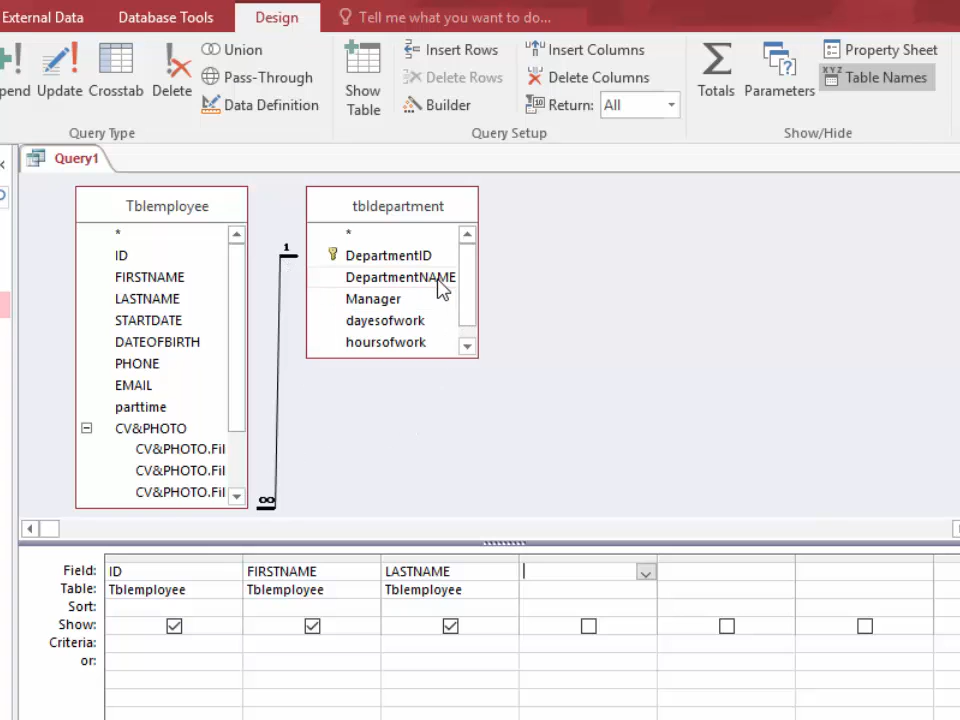 External Data
Database Tools
Design
Tell me what you want to do...
pend
Update
Crosstab
Delete
Union
Pass-Through
Data Definition
Query Type
Show
Table
Insert Rows
Delete Rows
Builder
Insert Columns
Delete Columns
Return: All
Query Setup
Totals
Parameters
Property Sheet
XYZ
Table Names
Show/Hide
Query1
Tblemployee
*
ID
FIRSTNAME
LASTNAME
STARTDATE
DATEOFBIRTH
PHONE
EMAIL
parttime
CV&PHOTO
CV&PHOTO.Fil
CV&PHOTO.Fil
CV&PHOTO.Fil
1
∞
tbldepartment
*
DepartmentID
DepartmentNAME
Manager
dayesofwork
hoursofwork
Field: ID FIRSTNAME LASTNAME
Table: Tblemployee Tblemployee Tblemployee
Sort:
Show:
Criteria:
or: